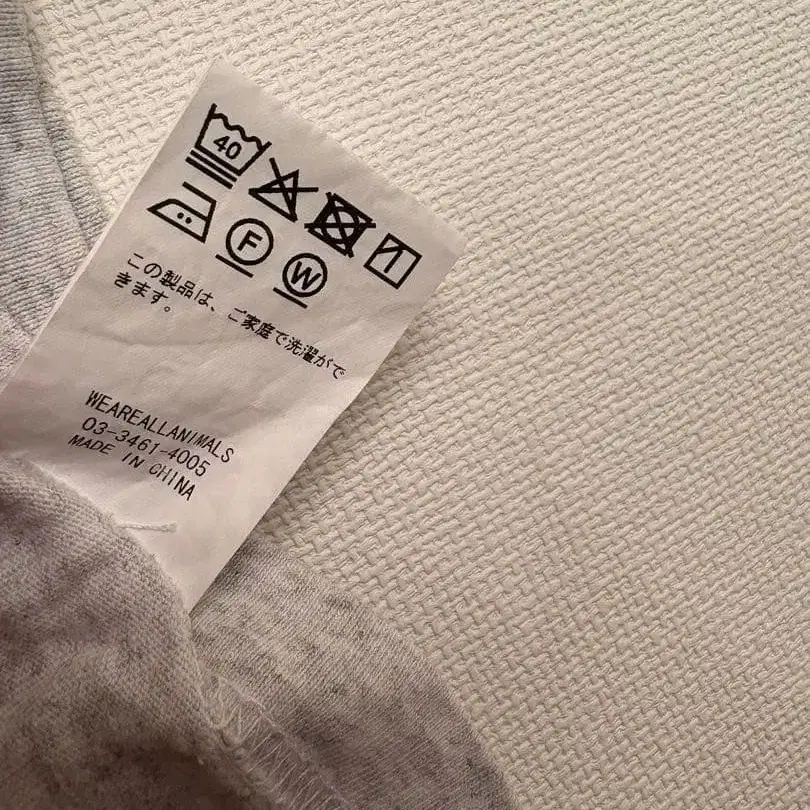 40
F W
この製品は、ご家庭で洗濯がで
きます。
WEAREALLANIMALS
03-3461-4005
MADE IN CHINA